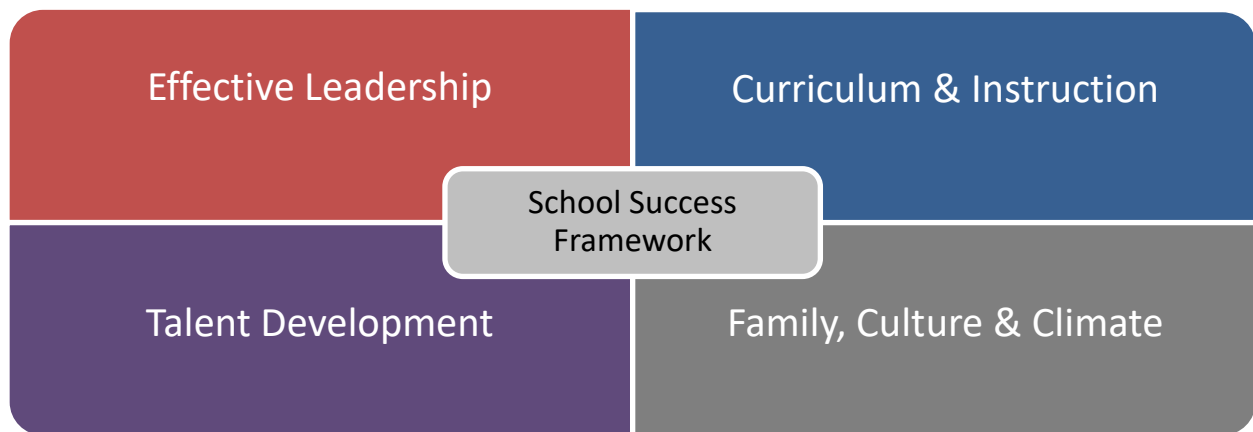 Effective Leadership
Curriculum & Instruction
School Success
Framework
Talent Development
Family, Culture & Climate